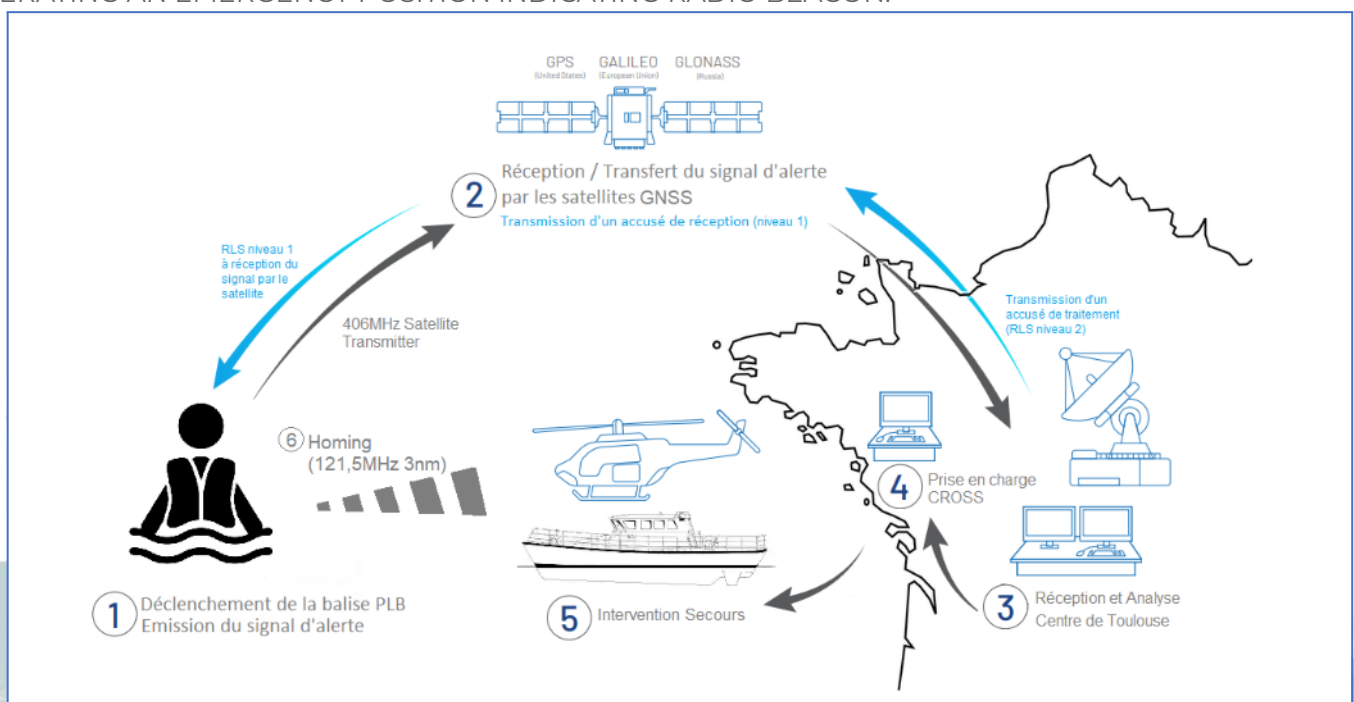 GPS GALILEO GLONASS
(United States) (European Union) (Russia)
2
Réception / Transfert du signal d'alerte
par les satellites GNSS
Transmission d'un accusé de réception (niveau 1)
RLS niveau 1
à réception du
signal par le
satellite
406MHz Satellite
Transmitter
Transmission d'un
accusé de traitement
(RLS niveau 2)
6 Homing
(121,5MHz 3nm)
4 Prise en charge
CROSS
1 Déclenchement de la balise PLB
Emission du signal d'alerte
5 Intervention Secours
3 Réception et Analyse
Centre de Toulouse